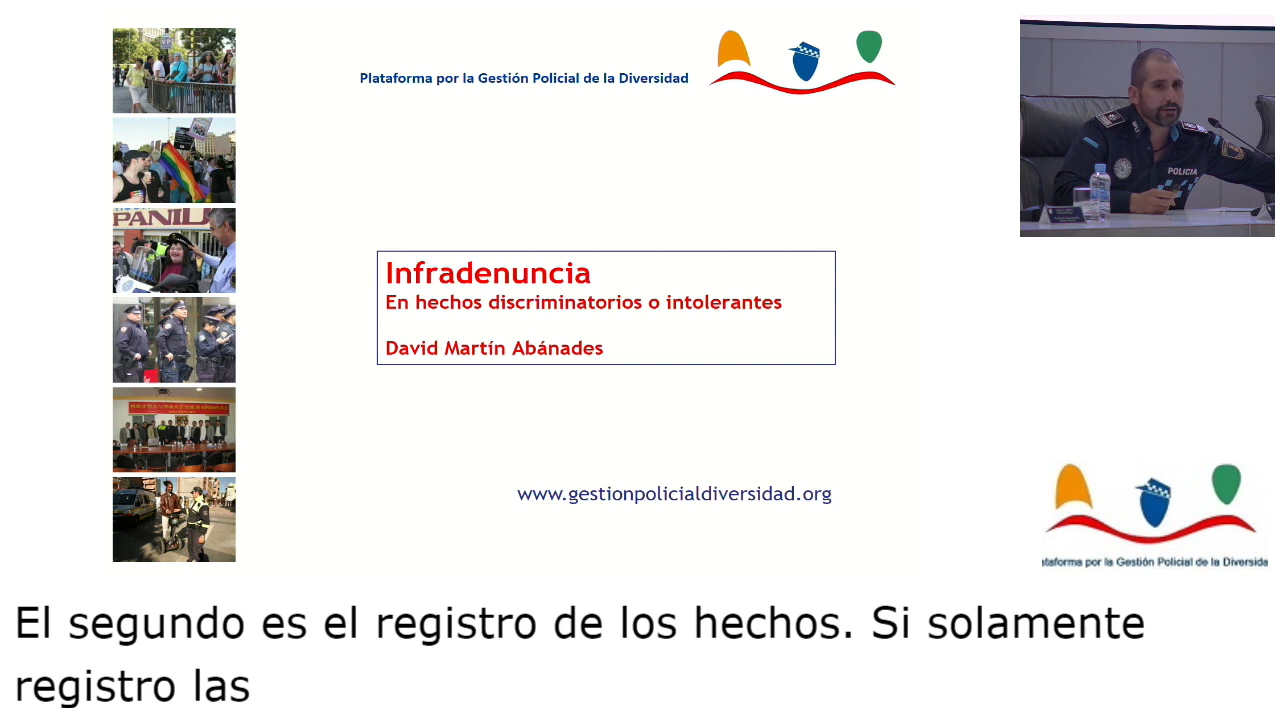 Plataforma por la Gestión Policial de la Diversidad
PANIL
POLICIA
Infradenuncia
En hechos discriminatorios o intolerantes
David Martín Abánades
www.gestionpolicialdiversidad.org
ataforma por la Gestión Policial de la Diversida
El segundo es el registro de los hechos. Si solamente
registro las